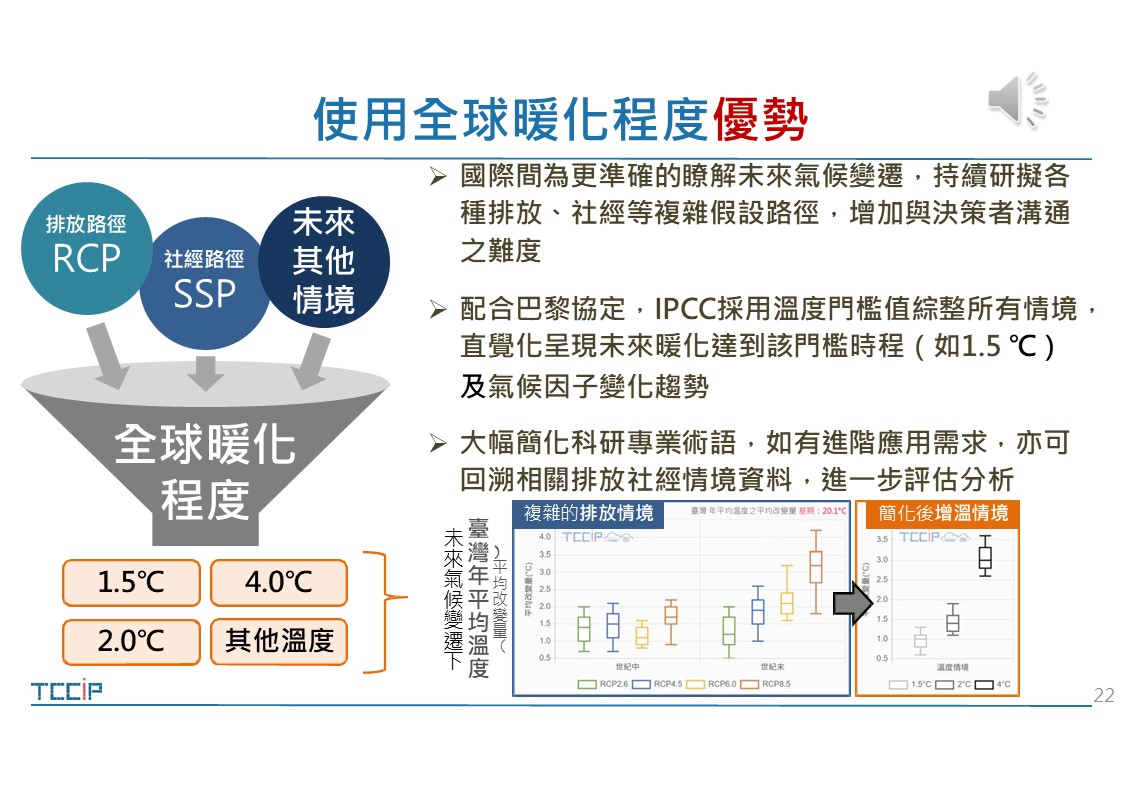 使用全球暖化程度優勢
排放路徑
RCP
社經路徑
SSP
未來
其他
情境
全球暖化
程度
1.5℃
4.0℃
2.0℃
其他溫度
TCCiP
➢ 國際間為更準確的瞭解未來氣候變遷，持續研擬各
種排放、社經等複雜假設路徑，增加與決策者溝通
之難度
➢ 配合巴黎協定，IPCC採用溫度門檻值綜整所有情境，
直覺化呈現未來暖化達到該門檻時程（如1.5 ℃）
及氣候因子變化趨勢
➢ 大幅簡化科研專業術語，如有進階應用需求，亦可
回溯相關排放社經情境資料，進一步評估分析
未來氣候變遷下
臺灣年平均溫度
（平均改變量）
複雜的排放情境
臺灣 年平均溫度之平均改變量 基期：20.1°C
TCCiP
平均改變量(°C)
4.0
3.5
3.0
2.5
2.0
1.5
1.0
0.5
世紀中
世紀末
RCP2.6
RCP4.5
RCP6.0
RCP8.5
簡化後增溫情境
TCCiP
3.5
3.0
2.5
2.0
1.5
1.0
0.5
溫度情境
1.5°C
2°C
4°C
22